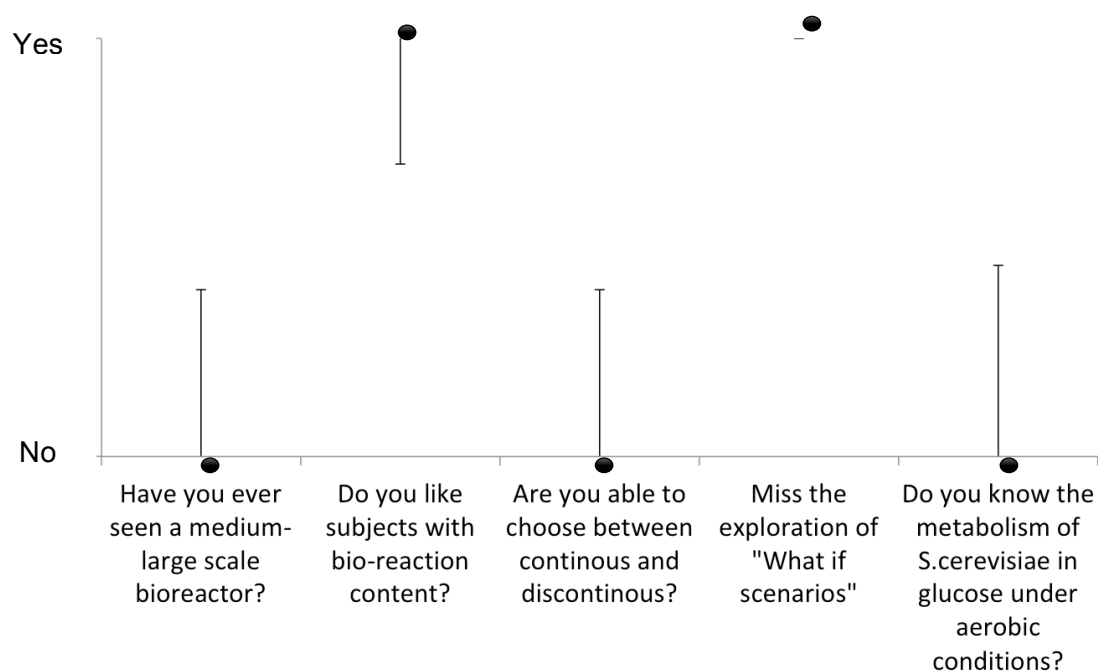 Yes
No
Have you ever
seen a medium-
large scale
bioreactor?
Do you like
subjects with
bio-reaction
content?
Are you able to
choose between
continous and
discontinous?
Miss the
exploration of
"What if
scenarios"
Do you know the
metabolism of
S.cerevisiae in
glucose under
aerobic
conditions?